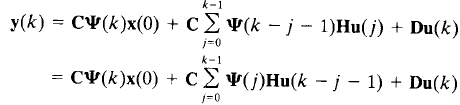 y(k) = CΨ(k)x(0) + C∑_{j=0}^{k−1} Ψ(k − j − 1)Hu(j) + Du(k)
= CΨ(k)x(0) + C∑_{j=0}^{k−1} Ψ(j)Hu(k − j − 1) + Du(k)